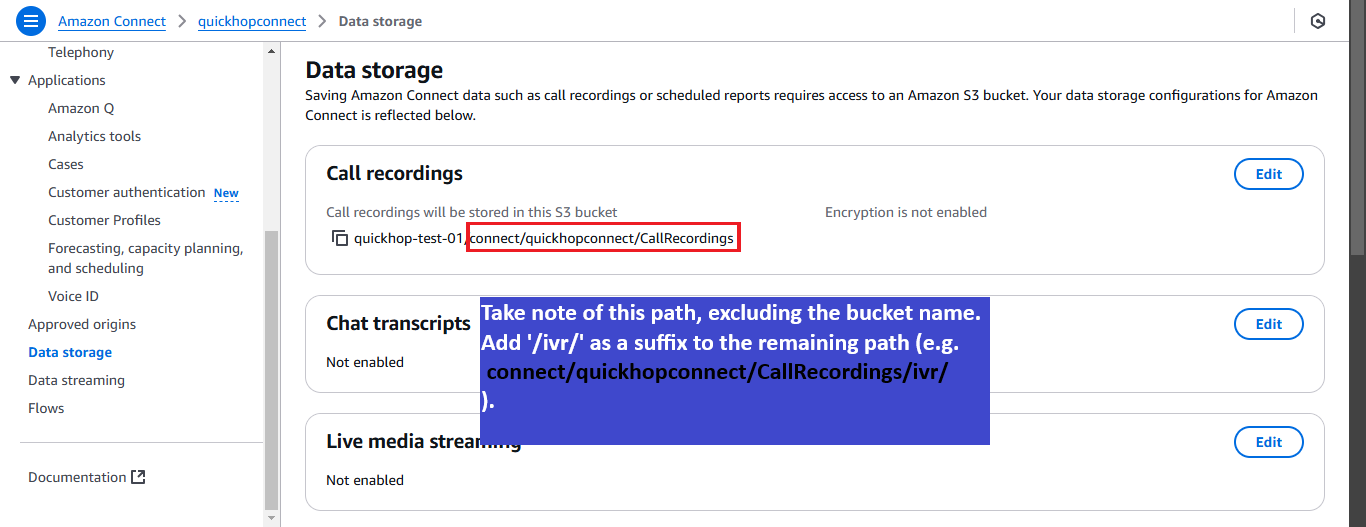 Amazon Connect > quickhopconnect > Data storage
Telephony
Applications
Amazon Q
Analytics tools
Cases
Customer authentication New
Customer Profiles
Forecasting, capacity planning,
and scheduling
Voice ID
Approved origins
Data storage
Data streaming
Flows
Documentation
Data storage
Saving Amazon Connect data such as call recordings or scheduled reports requires access to an Amazon S3 bucket. Your data storage configurations for Amazon
Connect is reflected below.
Call recordings
Edit
Call recordings will be stored in this S3 bucket
Encryption is not enabled
quickhop-test-01/connect/quickhopconnect/CallRecordings
Chat transcripts
Edit
Not enabled
Take note of this path, excluding the bucket name.
Add '/ivr/' as a suffix to the remaining path (e.g.
connect/quickhopconnect/CallRecordings/ivr/
).
Live media streaming
Edit
Not enabled